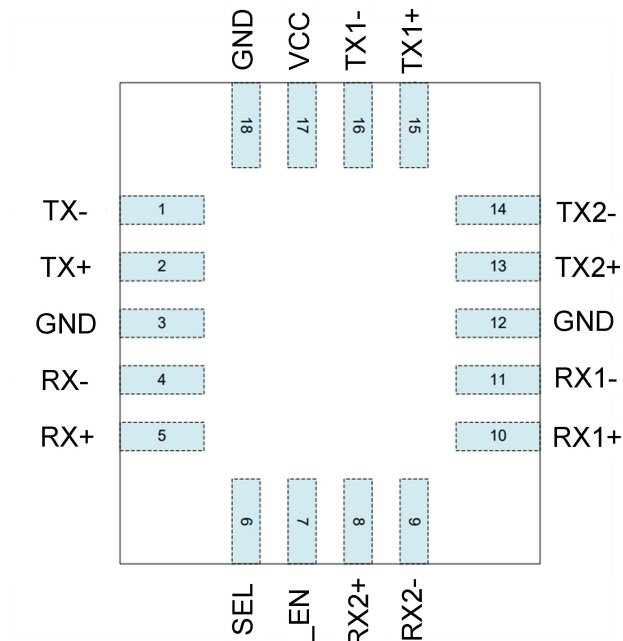 GND VCC TX1- TX1+
18 17 16 15
TX- 1 14 TX2-
TX+ 2 13 TX2+
GND 3 12 GND
RX- 4 11 RX1-
RX+ 5 10 RX1+
6 7 8 9
SEL _EN RX2+ RX2-